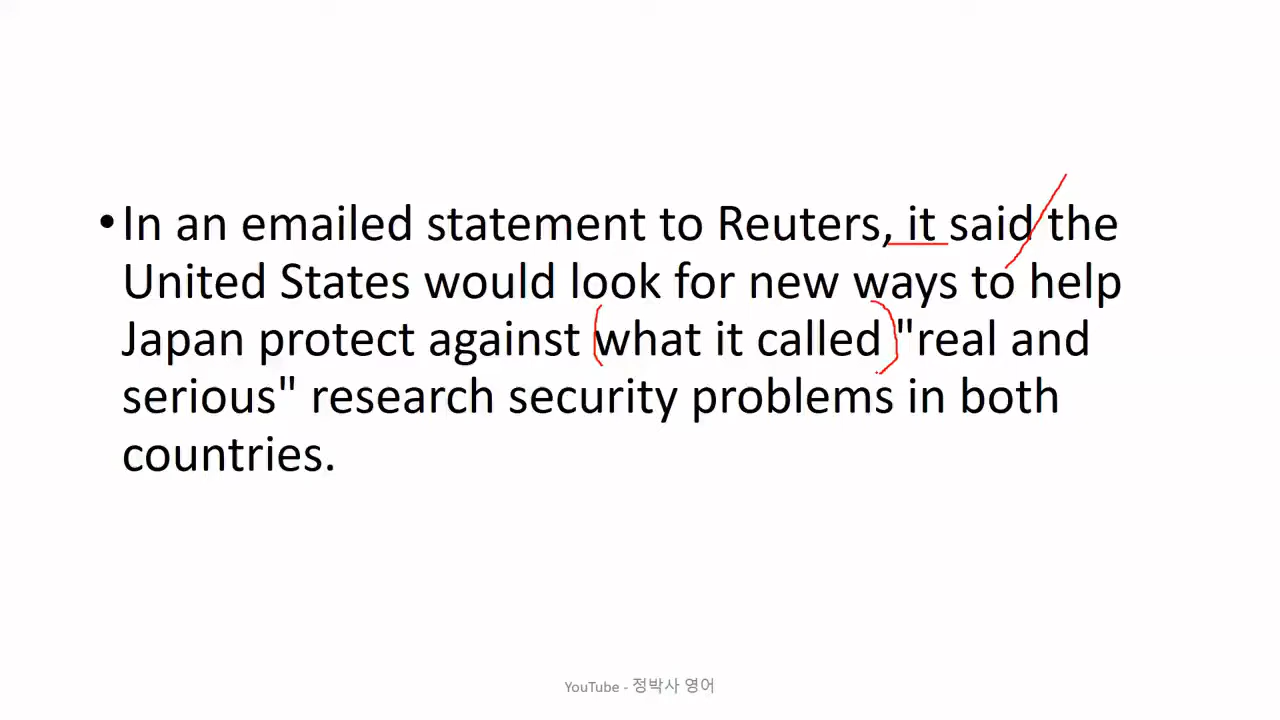 •In an emailed statement to Reuters, it said the
United States would look for new ways to help
Japan protect against what it called "real and
serious" research security problems in both
countries.
YouTube - 정박사 영어